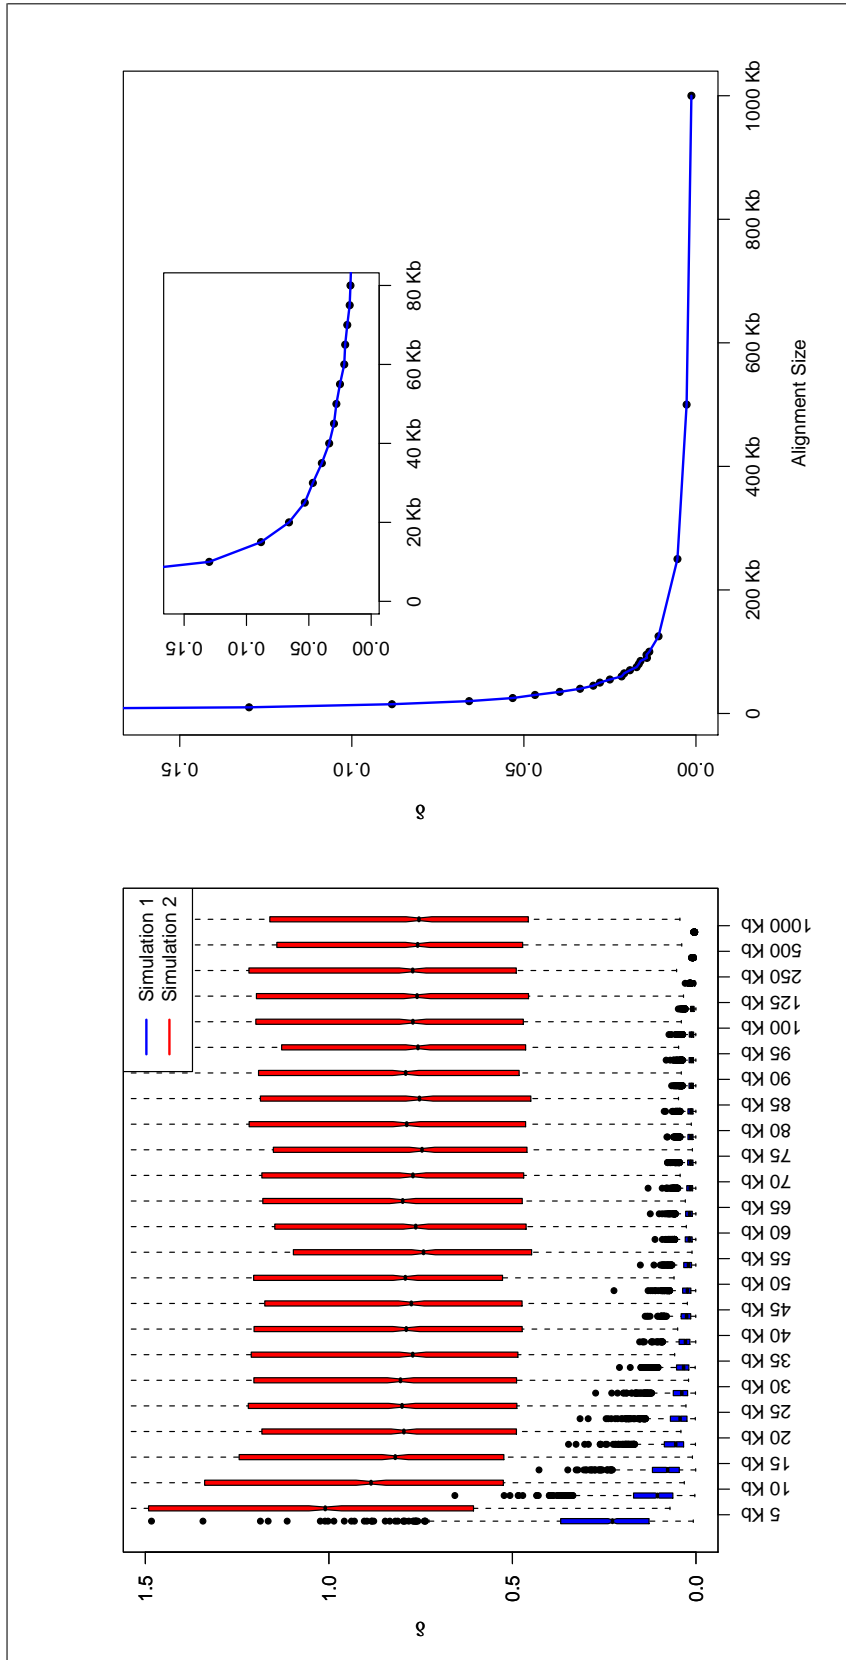 δ
1.5
1.0
0.5
0.0
Simulation 1
Simulation 2
5 Kb
10 Kb
15 Kb
20 Kb
25 Kb
30 Kb
35 Kb
40 Kb
45 Kb
50 Kb
55 Kb
60 Kb
65 Kb
70 Kb
75 Kb
80 Kb
85 Kb
90 Kb
95 Kb
100 Kb
125 Kb
250 Kb
500 Kb
1000 Kb
δ
0.15
0.10
0.05
0.00
0.15
0.10
0.05
0.00
0
20 Kb
40 Kb
60 Kb
80 Kb
0
200 Kb
400 Kb
600 Kb
800 Kb
1000 Kb
Alignment Size